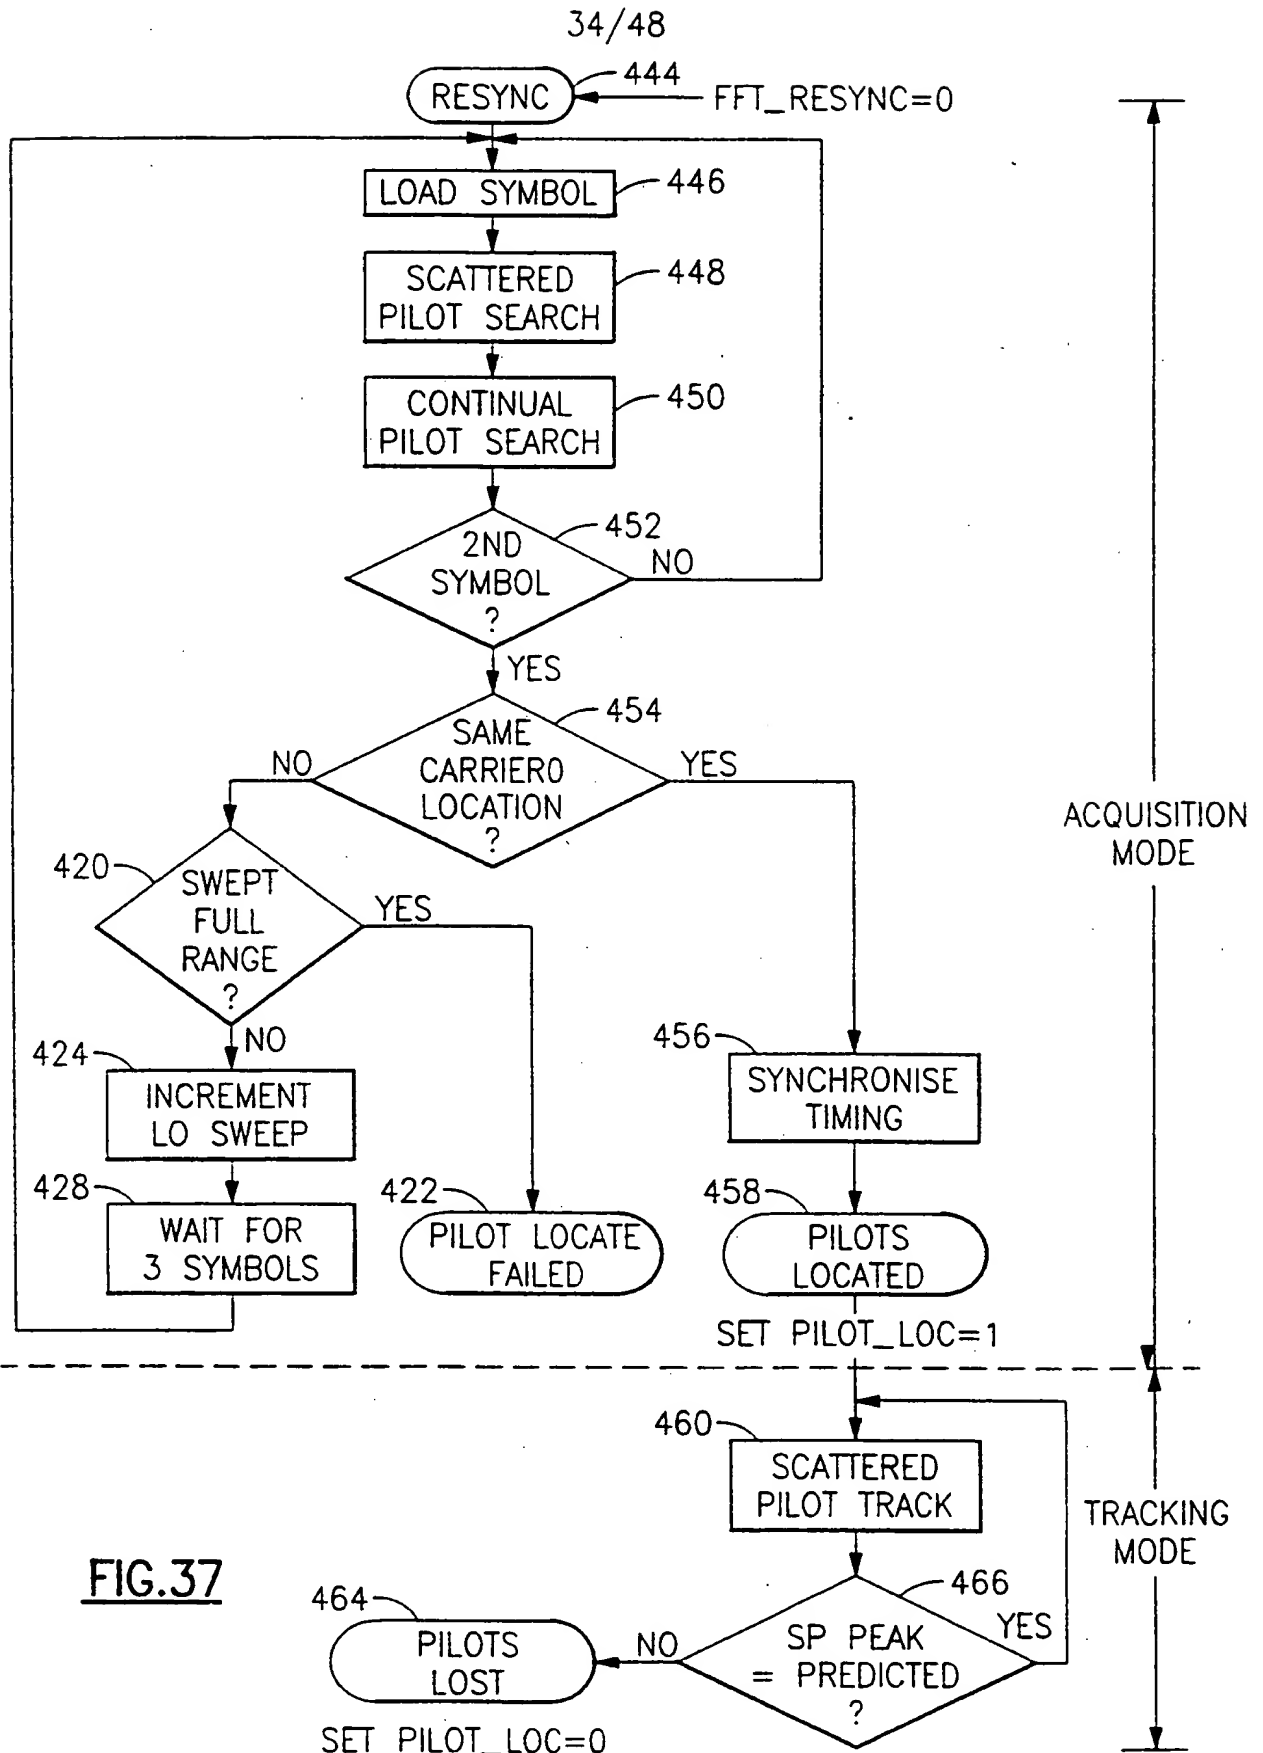 34/48
RESYNC
444
FFT_RESYNC=0
LOAD SYMBOL
446
SCATTERED
PILOT SEARCH
448
CONTINUAL
PILOT SEARCH
450
2ND
SYMBOL
?
452
NO
YES
SAME
CARRIER0
LOCATION
?
454
NO
YES
ACQUISITION
MODE
420
SWEPT
FULL
RANGE
?
YES
NO
424
INCREMENT
LO SWEEP
428
WAIT FOR
3 SYMBOLS
422
PILOT LOCATE
FAILED
456
SYNCHRONISE
TIMING
458
PILOTS
LOCATED
SET PILOT_LOC=1
460
SCATTERED
PILOT TRACK
TRACKING
MODE
466
SP PEAK
= PREDICTED
?
YES
NO
464
PILOTS
LOST
SET PILOT_LOC=0
FIG.37